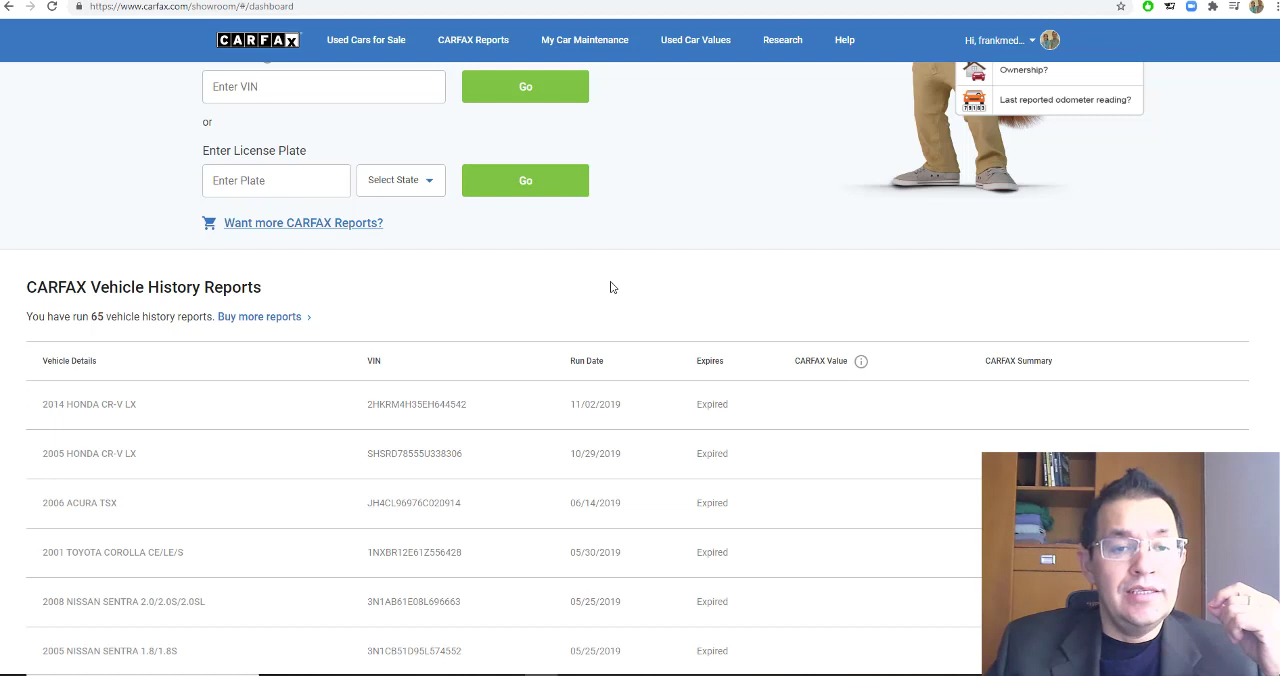 https://www.carfax.com/showroom/#/dashboard
CARFAX
Used Cars for Sale
CARFAX Reports
My Car Maintenance
Used Car Values
Research
Help
Hi, frankmed...
Enter VIN
Go
or
Enter License Plate
Enter Plate
Select State
Go
Want more CARFAX Reports?
Ownership?
Last reported odometer reading?
79103
CARFAX Vehicle History Reports
You have run 65 vehicle history reports. Buy more reports
Vehicle Details VIN Run Date Expires CARFAX Value CARFAX Summary
2014 HONDA CR-V LX 2HKRM4H35EH644542 11/02/2019 Expired
2005 HONDA CR-V LX SHSRD78555U338306 10/29/2019 Expired
2006 ACURA TSX JH4CL96976C020914 06/14/2019 Expired
2001 TOYOTA COROLLA CE/LE/S 1NXBR12E61Z556428 05/30/2019 Expired
2008 NISSAN SENTRA 2.0/2.0S/2.0SL 3N1AB61E08L696663 05/25/2019 Expired
2005 NISSAN SENTRA 1.8/1.8S 3N1CB51D95L574552 05/25/2019 Expired